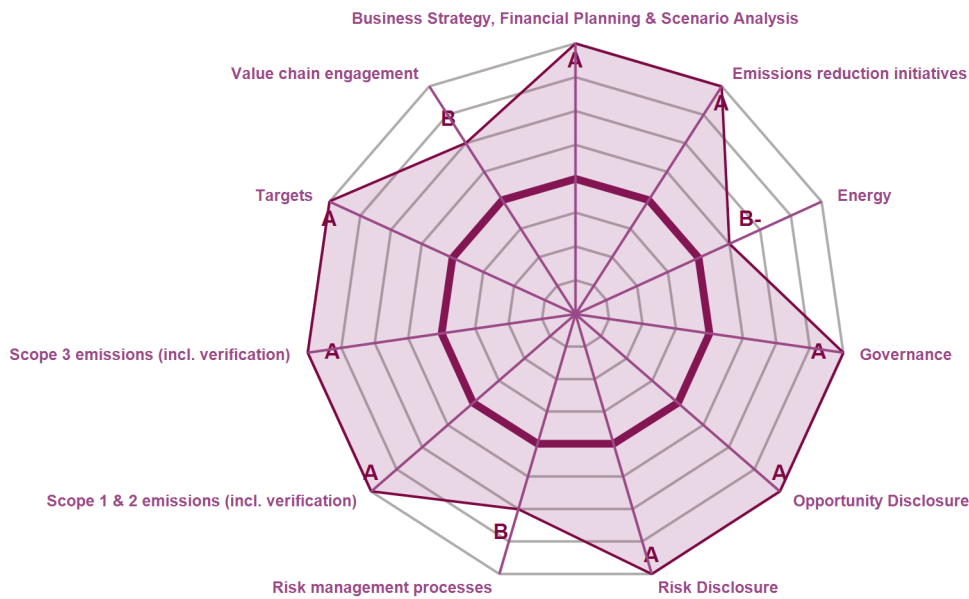 Business Strategy, Financial Planning & Scenario Analysis
A
Value chain engagement
B
Emissions reduction initiatives
A
Targets
A
Energy
B-
Scope 3 emissions (incl. verification)
A
Governance
A
Scope 1 & 2 emissions (incl. verification)
A
Opportunity Disclosure
A
Risk management processes
B
Risk Disclosure
A